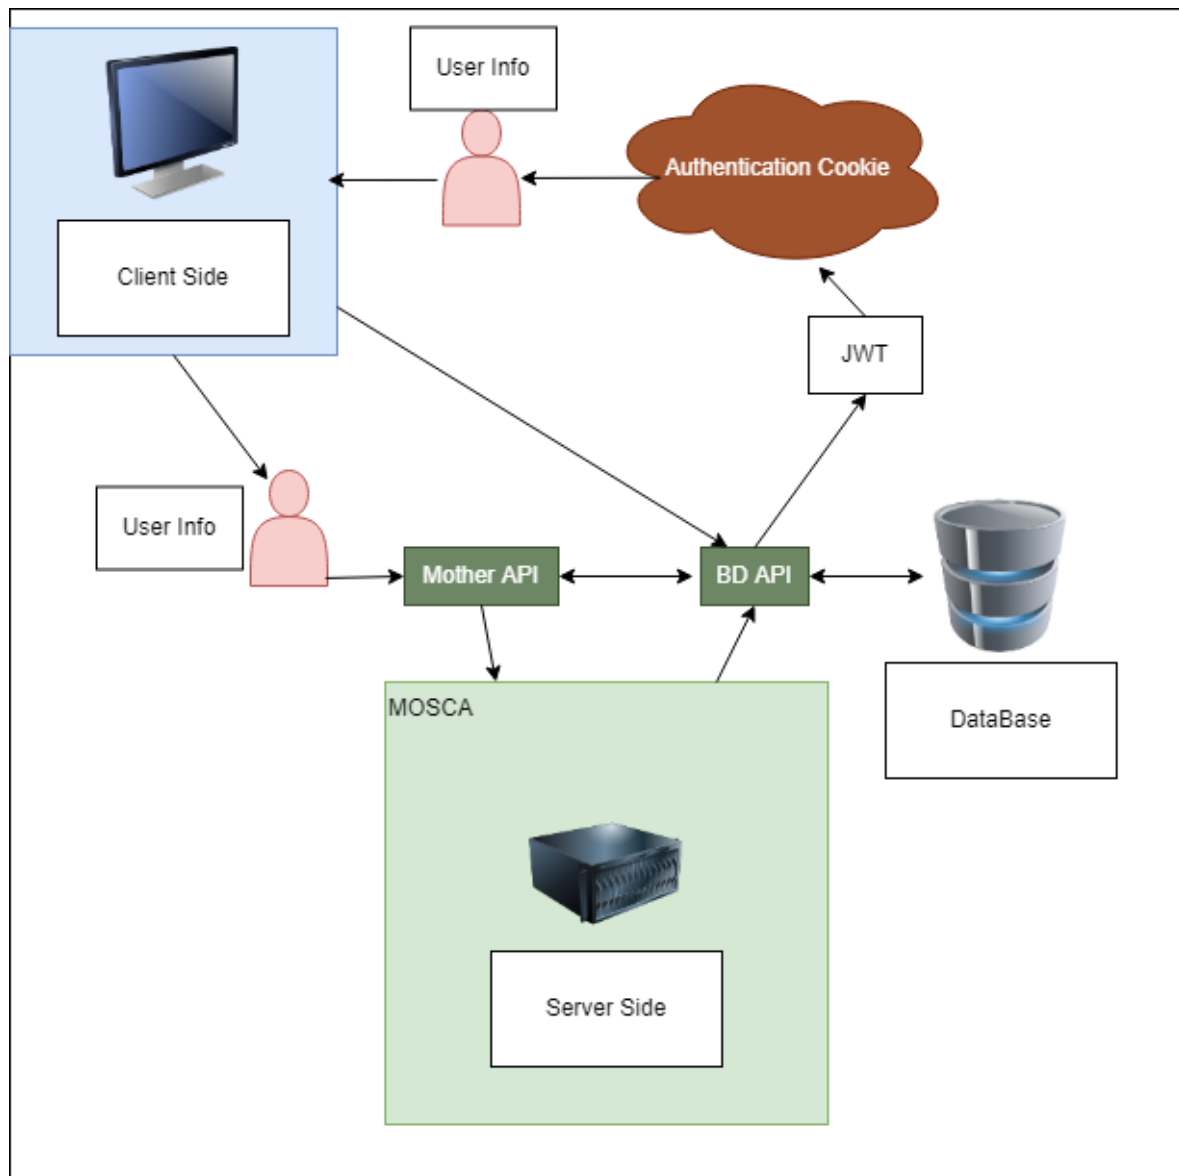 User Info
Authentication Cookie
Client Side
JWT
User Info
Mother API
BD API
MOSCA
DataBase
Server Side